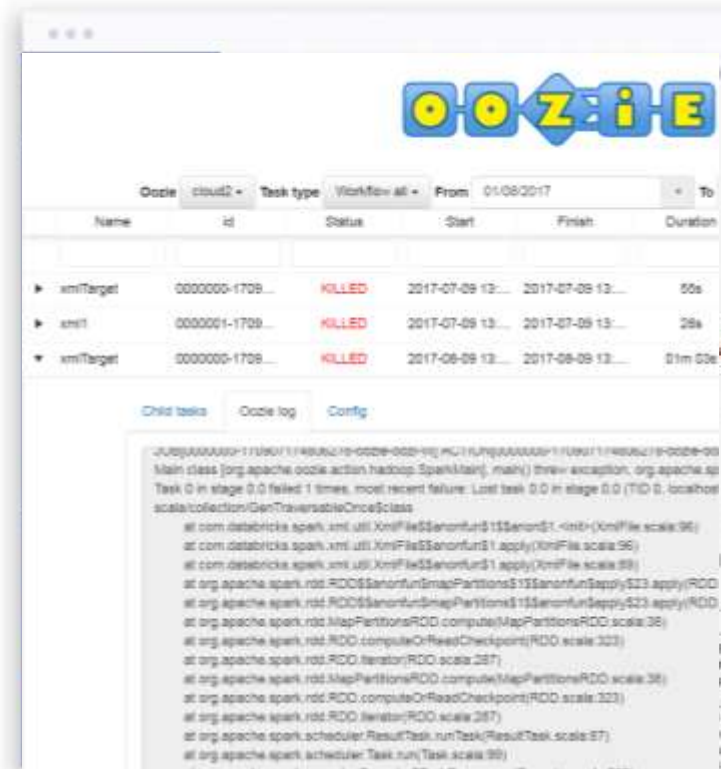 OOZiE
Oozie cloud2 Task type Workflow all From 01/08/2017 To
Name id Status Start Finish Duration
xmlTarget 0000000-1709... KILLED 2017-07-09 13:... 2017-07-09 13:... 55s
xml1 0000001-1709... KILLED 2017-07-09 13:... 2017-07-09 13:... 26s
xmlTarget 0000000-1709... KILLED 2017-08-09 13:... 2017-08-09 13:... 01m 03s
Child tasks Oozie log Config
Main class [org.apache.oozie.action.hadoop.SparkMain], main() threw exception, org.apache.sp
Task 0 in stage 0.0 failed 1 times, most recent failure: Lost task 0.0 in stage 0.0 (TID 0, localhost
scala/collection/GenTraversableOnce$class
at com.databricks.spark.xml.util.XmlFile$$anonfun$1$$anon$1.<init>(XmlFile.scala:96)
at com.databricks.spark.xml.util.XmlFile$$anonfun$1.apply(XmlFile.scala:96)
at com.databricks.spark.xml.util.XmlFile$$anonfun$1.apply(XmlFile.scala:89)
at org.apache.spark.rdd.RDD$$anonfun$mapPartitions$1$$anonfun$apply$23.apply(RDD
at org.apache.spark.rdd.RDD$$anonfun$mapPartitions$1$$anonfun$apply$23.apply(RDD
at org.apache.spark.rdd.MapPartitionsRDD.compute(MapPartitionsRDD.scala:38)
at org.apache.spark.rdd.RDD.computeOrReadCheckpoint(RDD.scala:323)
at org.apache.spark.rdd.RDD.iterator(RDD.scala:287)
at org.apache.spark.rdd.MapPartitionsRDD.compute(MapPartitionsRDD.scala:38)
at org.apache.spark.rdd.RDD.computeOrReadCheckpoint(RDD.scala:323)
at org.apache.spark.rdd.RDD.iterator(RDD.scala:287)
at org.apache.spark.scheduler.ResultTask.runTask(ResultTask.scala:87)
at org.apache.spark.scheduler.Task.run(Task.scala:99)